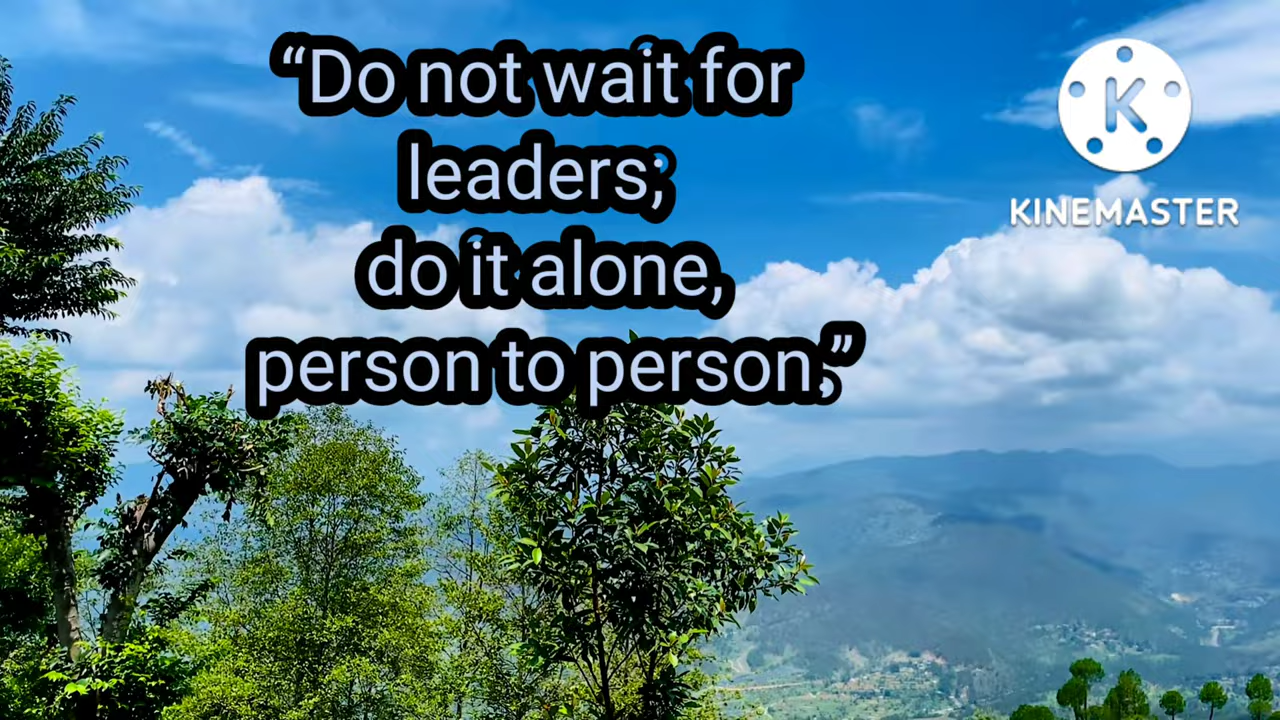 “Do not wait for
leaders;
do it alone,
person to person.”
K
KINEMASTER